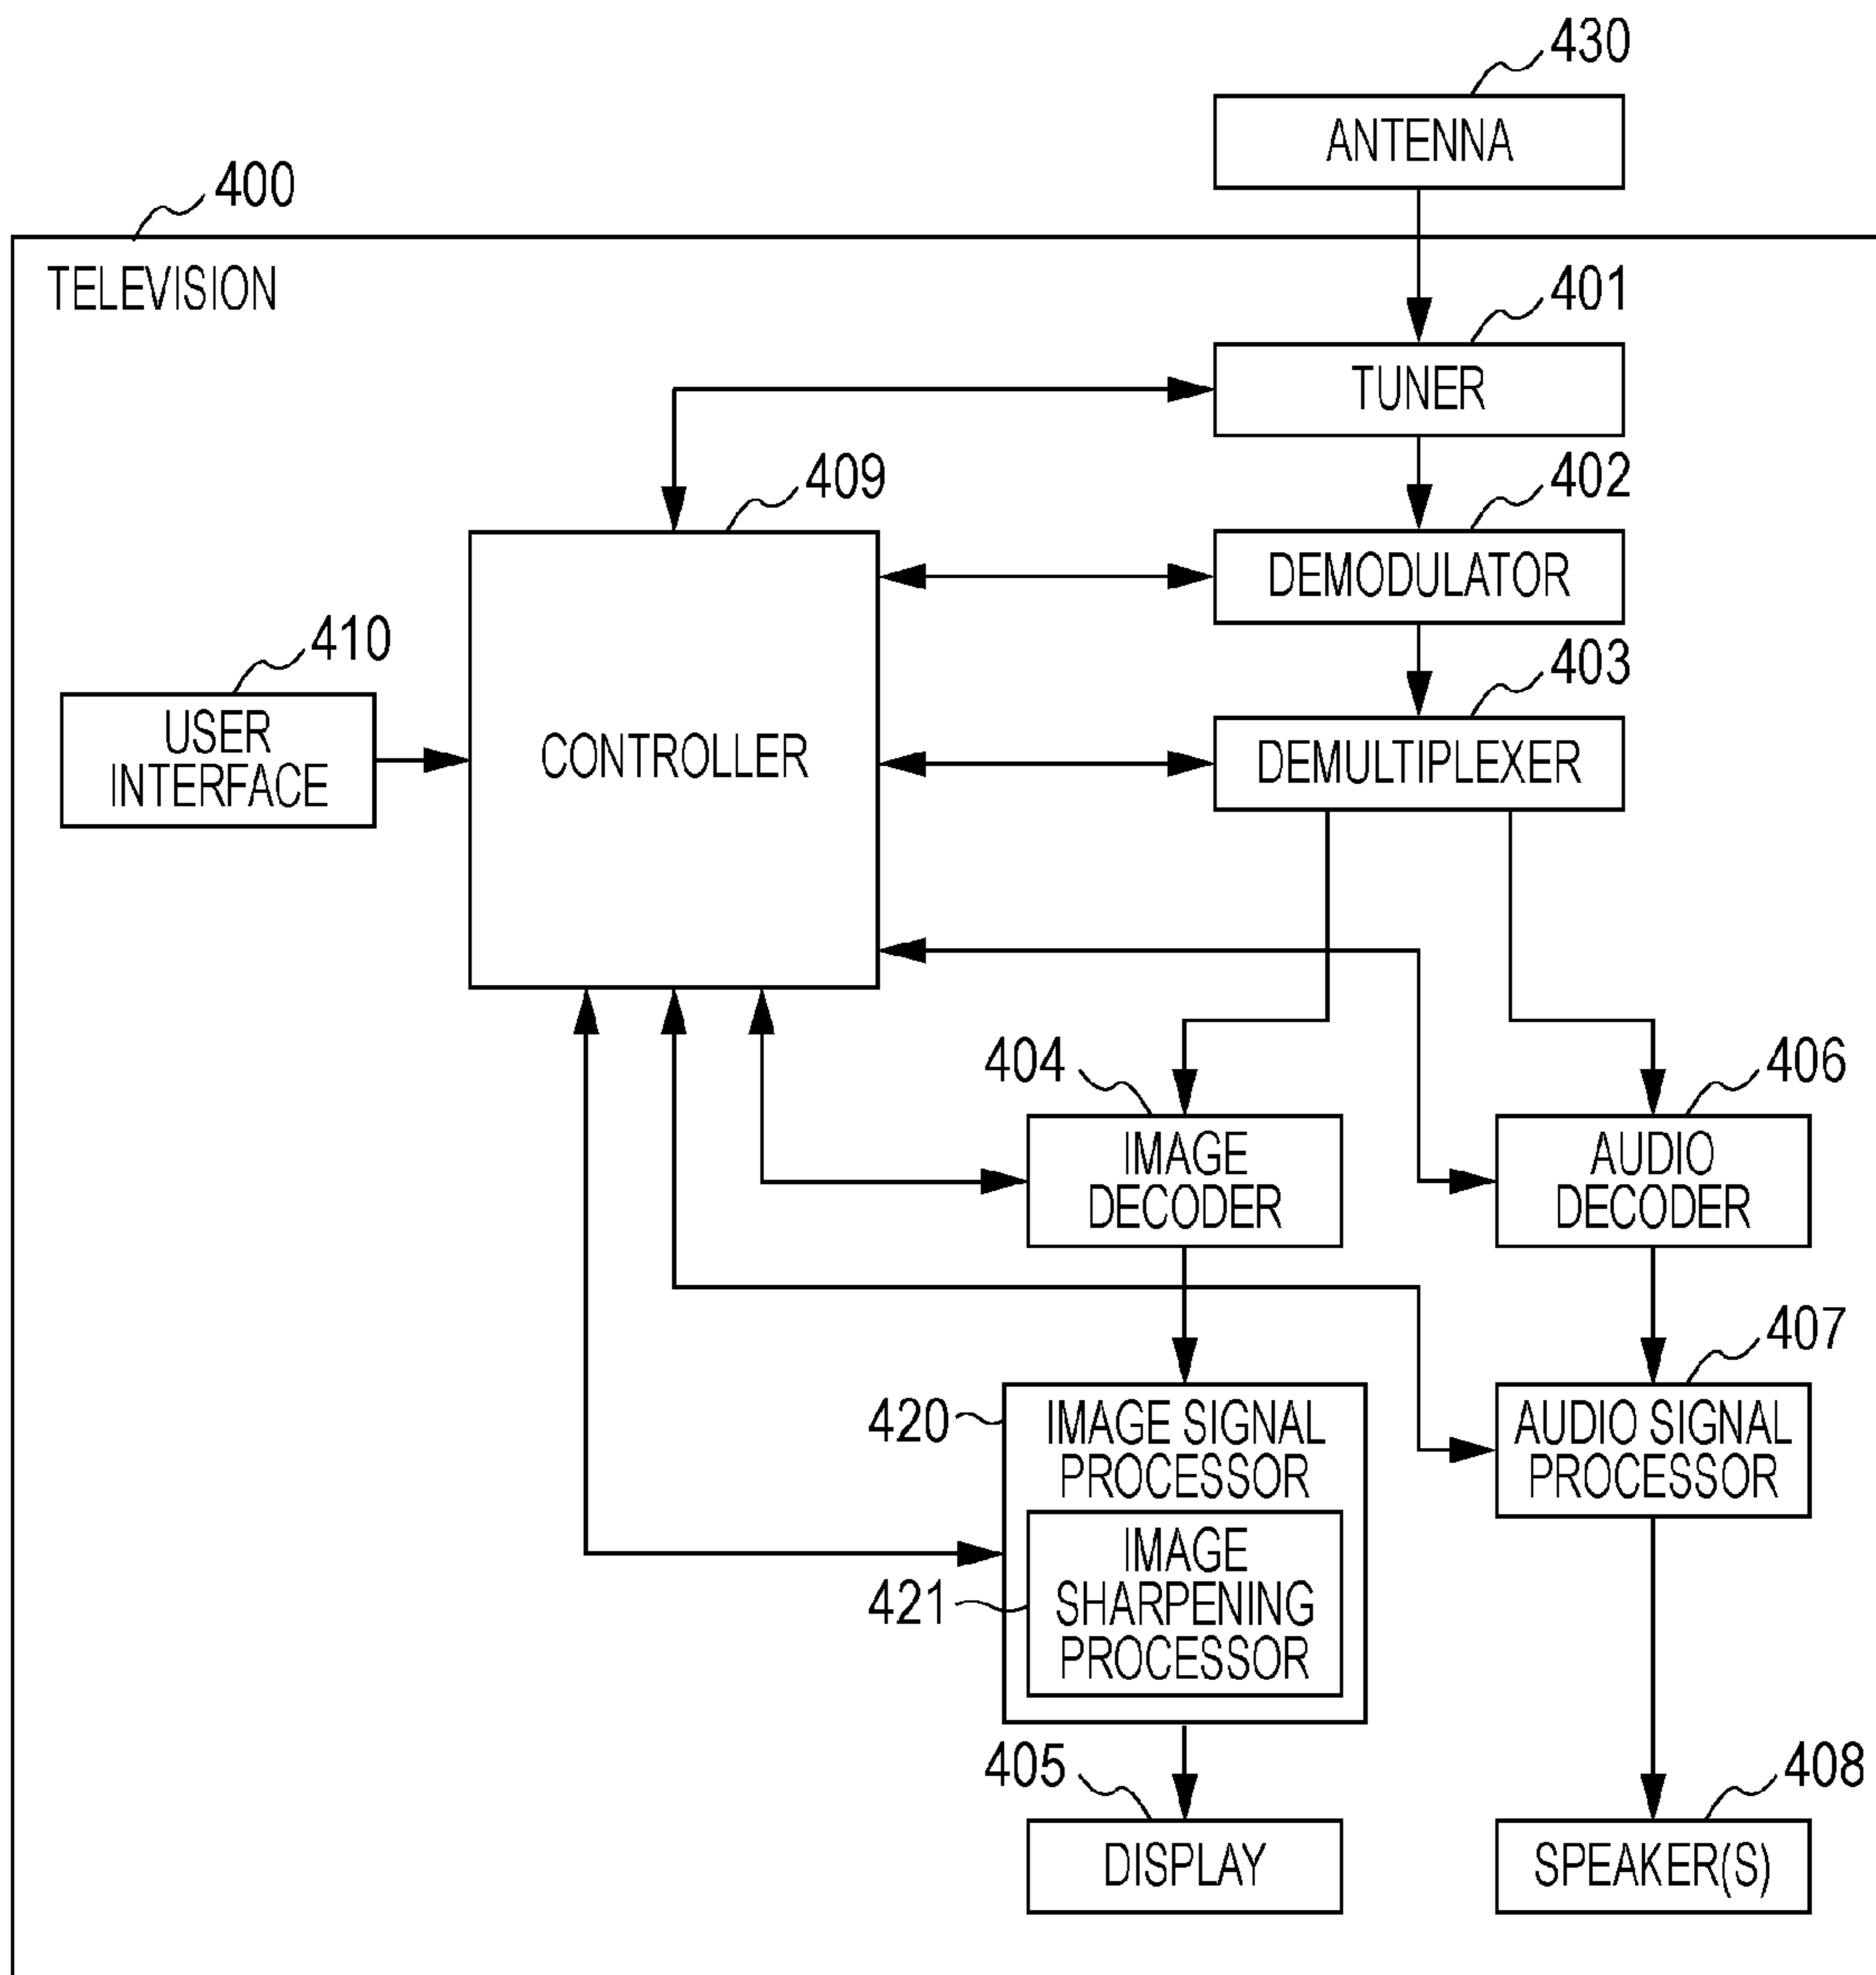 430
ANTENNA
400
TELEVISION
401
TUNER
409
402
DEMODULATOR
410
USER
INTERFACE
CONTROLLER
403
DEMULTIPLEXER
404
IMAGE
DECODER
406
AUDIO
DECODER
420
IMAGE SIGNAL
PROCESSOR
407
AUDIO SIGNAL
PROCESSOR
421
IMAGE
SHARPENING
PROCESSOR
405
DISPLAY
408
SPEAKER(S)